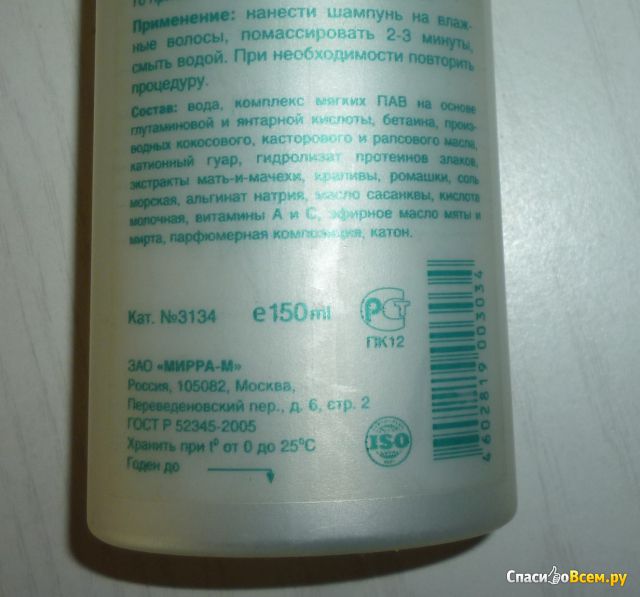 Применение: нанести шампунь на влаж-
ные волосы, помассировать 2-3 минуты,
смыть водой. При необходимости повторить
процедуру.
Состав: вода, комплекс мягких ПАВ на основе
глутаминовой и янтарной кислоты, бетаина, произ-
водных кокосового, касторового и рапсового масла,
катионный гуар, гидролизат протеинов злаков,
экстракты мать-и-мачехи, крапивы, ромашки, соль
морская, альгинат натрия, масло сасанквы, кислота
молочная, витамины А и С, эфирное масло мяты и
мирта, парфюмерная композиция, катон.
Кат. №3134 e150ml РСТ
ПК12
ЗАО «МИРРА-М»
Россия, 105082, Москва,
Переведеновский пер., д. 6, стр. 2
ГОСТ Р 52345-2005
Хранить при t° от 0 до 25°С
Годен до
ISO
4602819003034
СпасибоВсем.ру